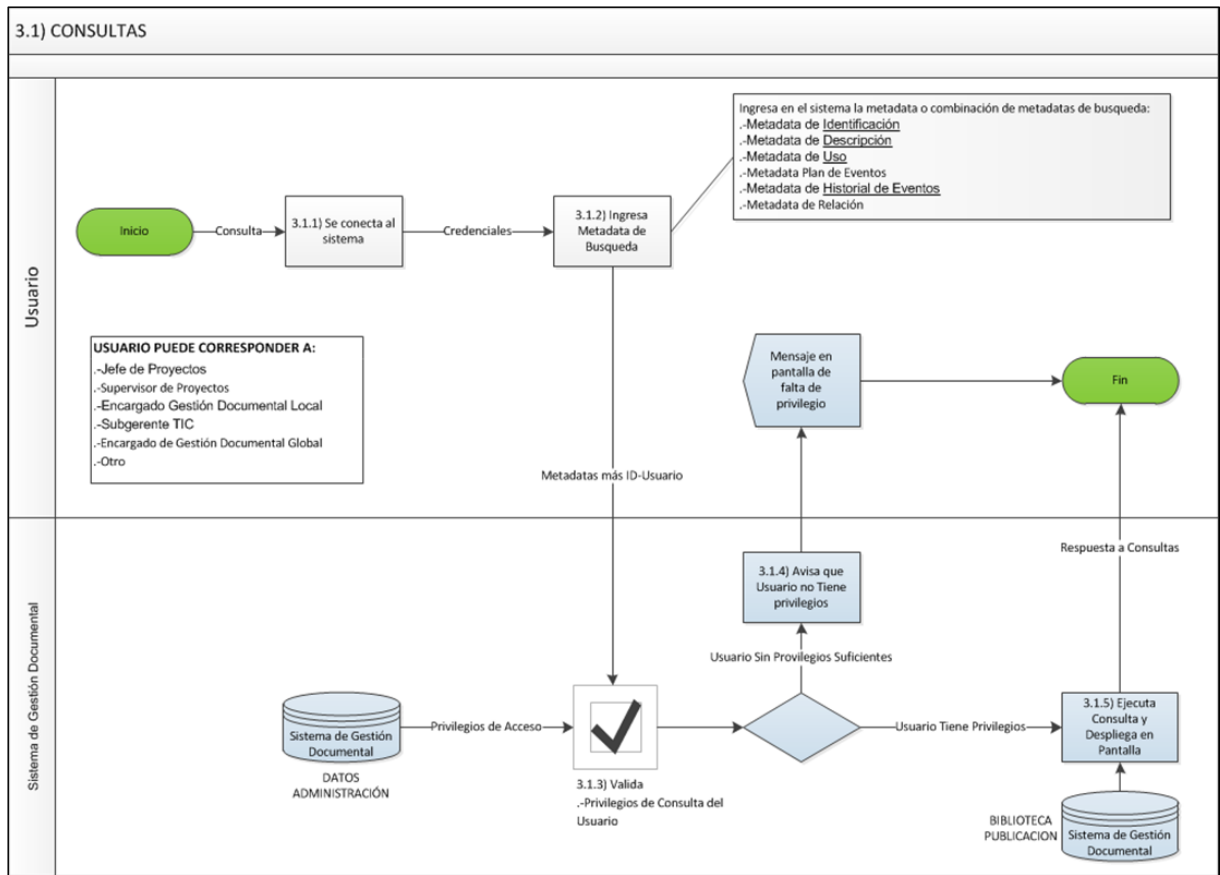 3.1) CONSULTAS
Usuario
Ingresa en el sistema la metadata o combinación de metadatas de busqueda:
.-Metadata de Identificación
.-Metadata de Descripción
.-Metadata de Uso
.-Metadata Plan de Eventos
.-Metadata de Historial de Eventos
.-Metadata de Relación
Inicio
Consulta
3.1.1) Se conecta al
sistema
Credenciales
3.1.2) Ingresa
Metadata de
Busqueda
USUARIO PUEDE CORRESPONDER A:
.-Jefe de Proyectos
.-Supervisor de Proyectos
.-Encargado Gestión Documental Local
.-Subgerente TIC
.-Encargado de Gestión Documental Global
.-Otro
Mensaje en
pantalla de
falta de
privilegio
Fin
Metadatas más ID-Usuario
Sistema de Gestión Documental
Respuesta a Consultas
3.1.4) Avisa que
Usuario no Tiene
privilegios
Usuario Sin Provilegios Suficientes
Sistema de Gestión
Documental
DATOS
ADMINISTRACIÓN
Privilegios de Acceso
3.1.3) Valida
.-Privilegios de Consulta del
Usuario
Usuario Tiene Privilegios
3.1.5) Ejecuta
Consulta y
Despliega en
Pantalla
BIBLIOTECA
PUBLICACION
Sistema de Gestión
Documental